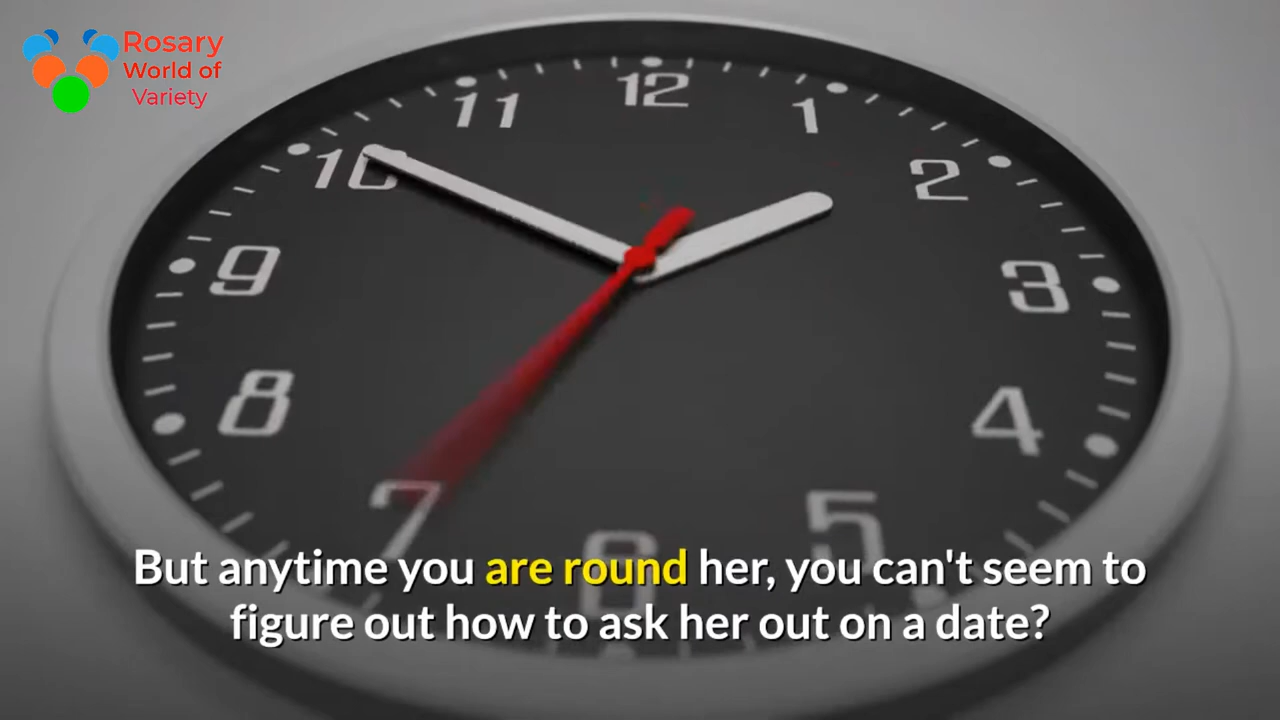 Rosary
World of
Variety
12
11
1
10
2
9
3
8
4
7
5
6
But anytime you are round her, you can't seem to
figure out how to ask her out on a date?